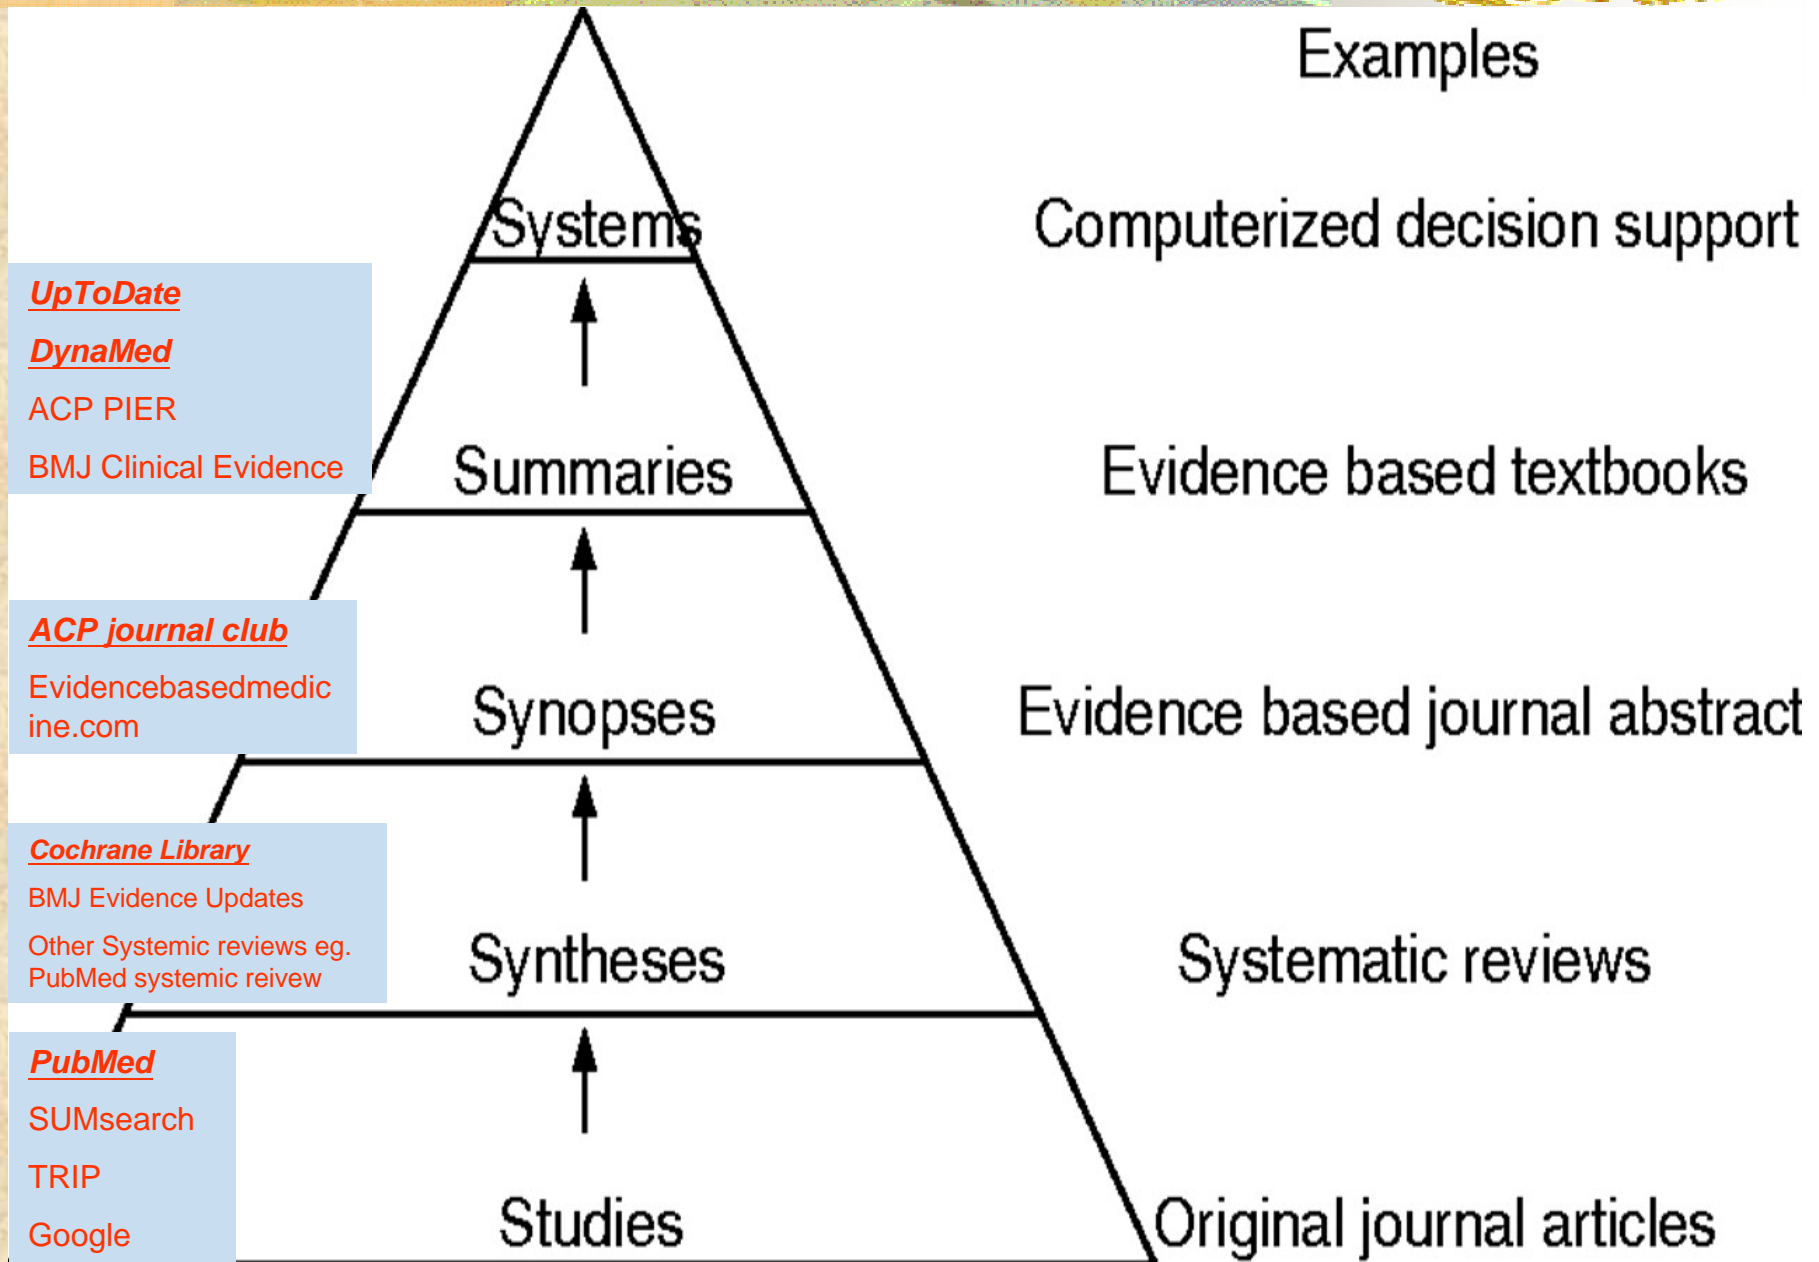 Examples
Systems
Computerized decision support
UpToDate
DynaMed
ACP PIER
BMJ Clinical Evidence
Summaries
Evidence based textbooks
ACP journal club
Evidencebasedmedic
ine.com
Synopses
Evidence based journal abstract
Cochrane Library
BMJ Evidence Updates
Other Systemic reviews eg.
PubMed systemic reivew
Syntheses
Systematic reviews
PubMed
SUMsearch
TRIP
Google
Studies
Original journal articles